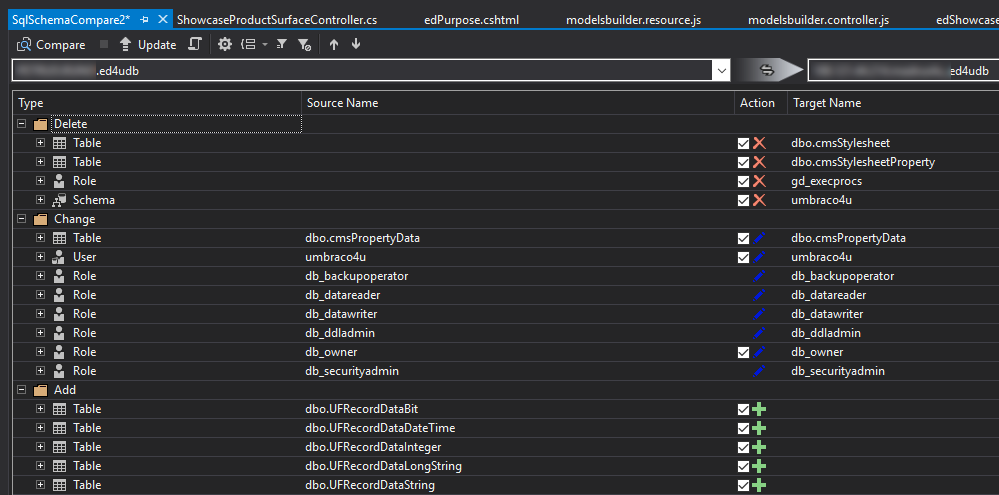 SqlSchemaCompare2* ShowcaseProductSurfaceController.cs edPurpose.cshtml modelsbuilder.resource.js modelsbuilder.controller.js edShowcase
Compare Update
.ed4udb ed4udb
Type Source Name Action Target Name
Delete
Table dbo.cmsStylesheet
Table dbo.cmsStylesheetProperty
Role gd_execprocs
Schema umbraco4u
Change
Table dbo.cmsPropertyData dbo.cmsPropertyData
User umbraco4u umbraco4u
Role db_backupoperator db_backupoperator
Role db_datareader db_datareader
Role db_datawriter db_datawriter
Role db_ddladmin db_ddladmin
Role db_owner db_owner
Role db_securityadmin db_securityadmin
Add
Table dbo.UFRecordDataBit
Table dbo.UFRecordDataDateTime
Table dbo.UFRecordDataInteger
Table dbo.UFRecordDataLongString
Table dbo.UFRecordDataString